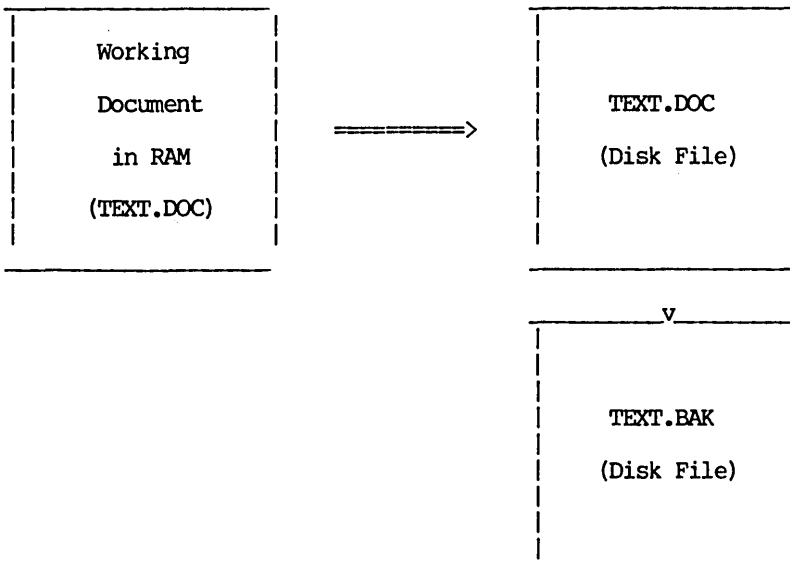 Working
Document
in RAM
(TEXT.DOC)
========>
TEXT.DOC
(Disk File)
v
TEXT.BAK
(Disk File)